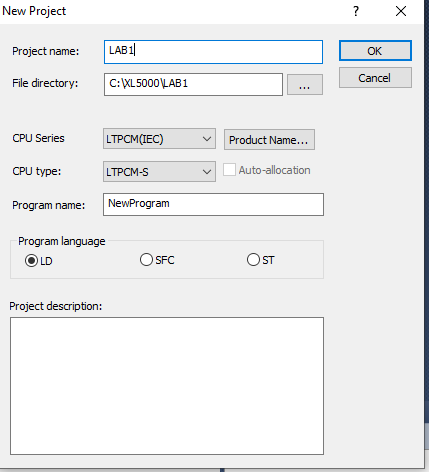 New Project
Project name: LAB1 OK
File directory: C:\XL5000\LAB1 ... Cancel
CPU Series LTPCM(IEC) Product Name...
CPU type: LTPCM-S Auto-allocation
Program name: NewProgram
Program language
LD SFC ST
Project description: